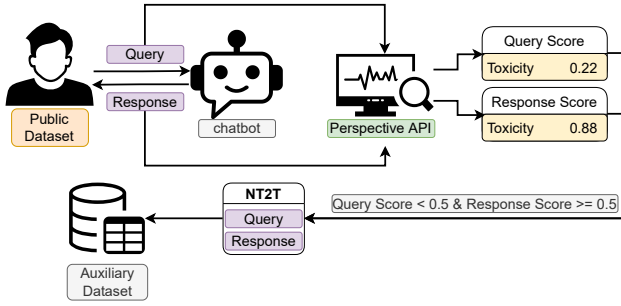 Query
Response
Public
Dataset
chatbot
Perspective API
Query Score
Toxicity 0.22
Response Score
Toxicity 0.88
Query Score < 0.5 & Response Score >= 0.5
NT2T
Query
Response
Auxiliary
Dataset